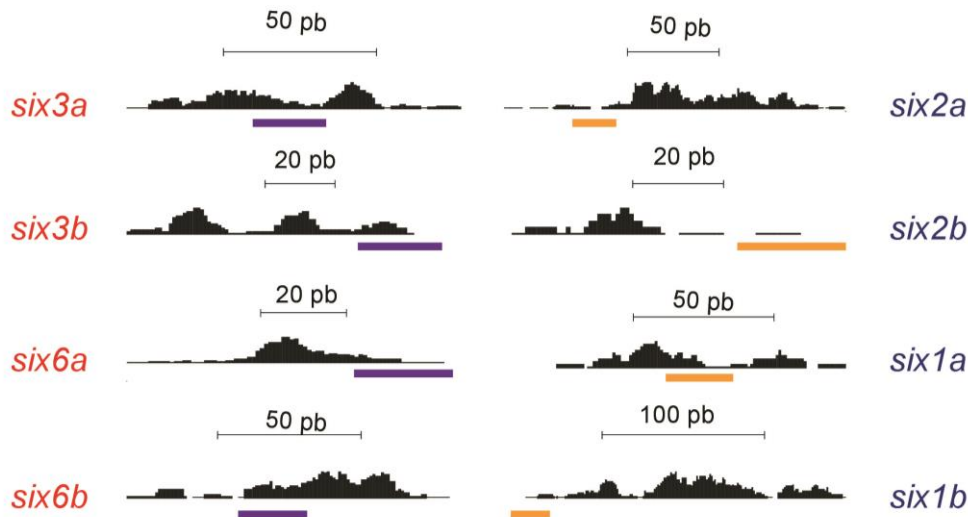 50 pb 50 pb
six3a six2a
20 pb 20 pb
six3b six2b
20 pb 50 pb
six6a six1a
50 pb 100 pb
six6b six1b